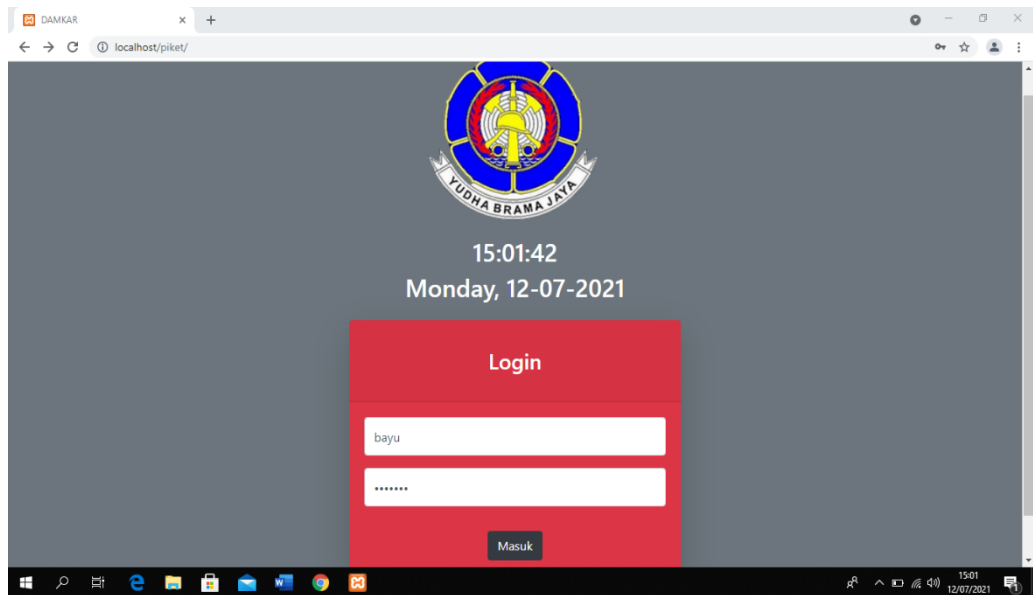 DAMKAR
localhost/piket/
YUDHA BRAMA JAYA
15:01:42
Monday, 12-07-2021
Login
bayu
•••••••
Masuk
15:01
12/07/2021